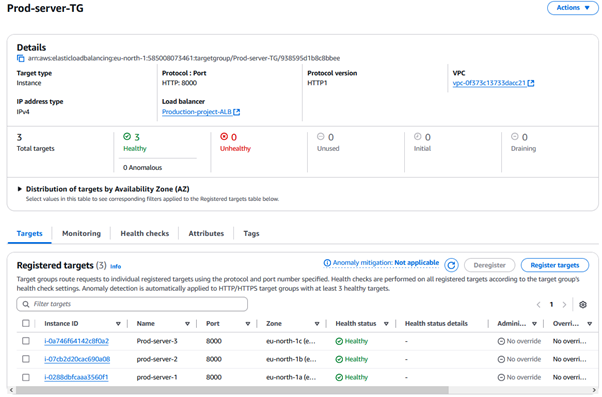 Prod-server-TG
Actions
Details
arn:aws:elasticloadbalancing:eu-north-1:585008073461:targetgroup/Prod-server-TG/938595d1b8c8bbee
Target type
Instance
Protocol : Port
HTTP: 8000
Protocol version
HTTP1
VPC
vpc-0f373c13733dacc21
IP address type
IPv4
Load balancer
Production-project-ALB
3
Total targets
3
Healthy
0 Anomalous
0
Unhealthy
0
Unused
0
Initial
0
Draining
Distribution of targets by Availability Zone (AZ)
Select values in this table to see corresponding filters applied to the Registered targets table below.
Targets Monitoring Health checks Attributes Tags
Registered targets (3) Info
Anomaly mitigation: Not applicable
Deregister
Register targets
Target groups route requests to individual registered targets using the protocol and port number specified. Health checks are performed on all registered targets according to the target group's
health check settings. Anomaly detection is automatically applied to HTTP/HTTPS target groups with at least 3 healthy targets.
Filter targets
1
Instance ID Name Port Zone Health status Health status details Admini... Overri...
i-0a746f64142c8f0a2 Prod-server-3 8000 eu-north-1c (e... Healthy - No override No overri...
i-07cb2d20cac690a08 prod-server-2 8000 eu-north-1b (e... Healthy - No override No overri...
i-0288dbfcaaa3560f1 prod-server-1 8000 eu-north-1a (e... Healthy - No override No overri...